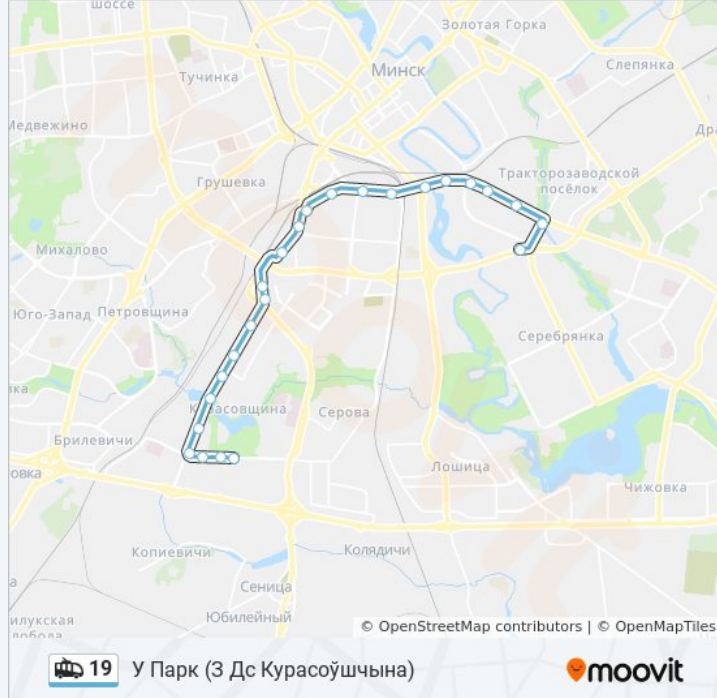 шоссе
Золотая Горка
Минск
Слепянка
Тучинка
Медвежино
Тракторозаводской
посёлок
Грушевка
Михалово
Юго-Запад
Петровщина
Серебрянка
Курасовщина
Серова
Брилевичи
Лошица
Чижовка
Копиевичи
Колядичи
Сеница
Юбилейный
© OpenStreetMap contributors | © OpenMapTiles
19
У Парк (З Дс Курасоўшчына)
moovit